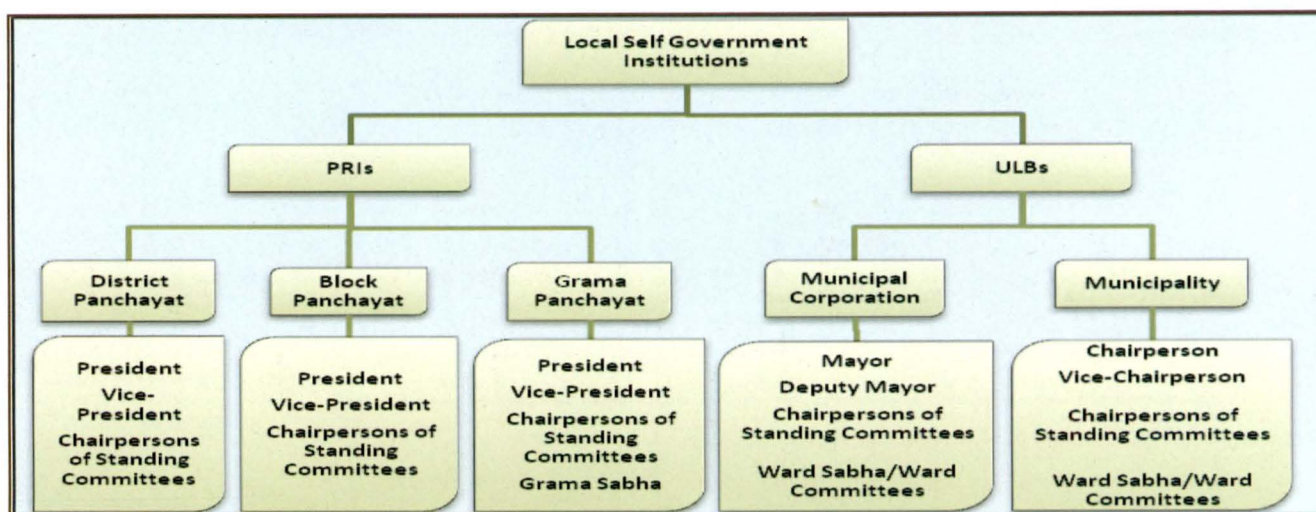 Local Self Government
Institutions
PRIs
ULBs
District
Panchayat
Block
Panchayat
Grama
Panchayat
Municipal
Corporation
Municipality
President
Vice-
President
Chairpersons
of Standing
Committees
President
Vice-President
Chairpersons of
Standing
Committees
President
Vice-President
Chairpersons of
Standing
Committees
Grama Sabha
Mayor
Deputy Mayor
Chairpersons of
Standing Committees
Ward Sabha/Ward
Committees
Chairperson
Vice-Chairperson
Chairpersons of
Standing Committees
Ward Sabha/Ward
Committees